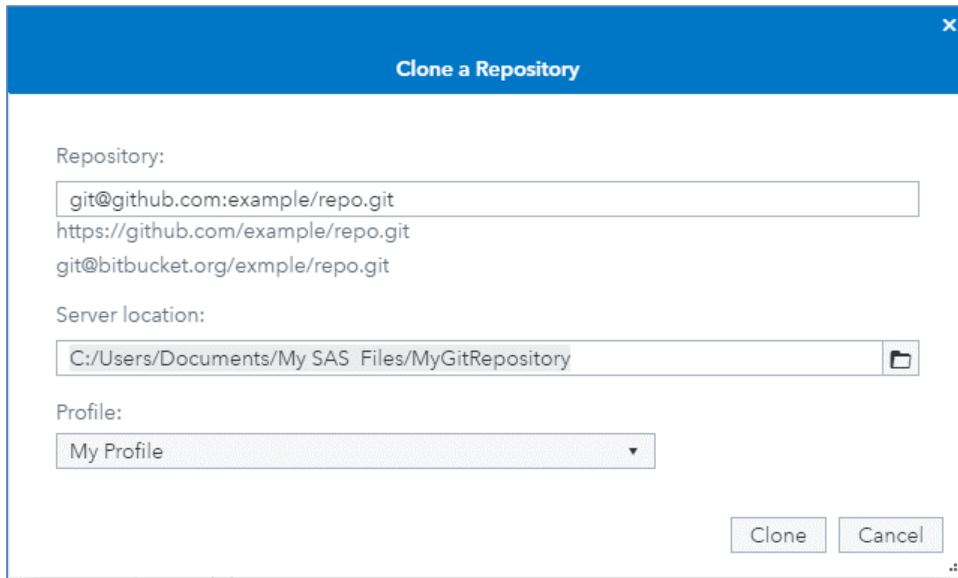 Clone a Repository
Repository:
git@github.com:example/repo.git
https://github.com/example/repo.git
git@bitbucket.org/exmple/repo.git
Server location:
C:/Users/Documents/My SAS Files/MyGitRepository
Profile:
My Profile
Clone Cancel